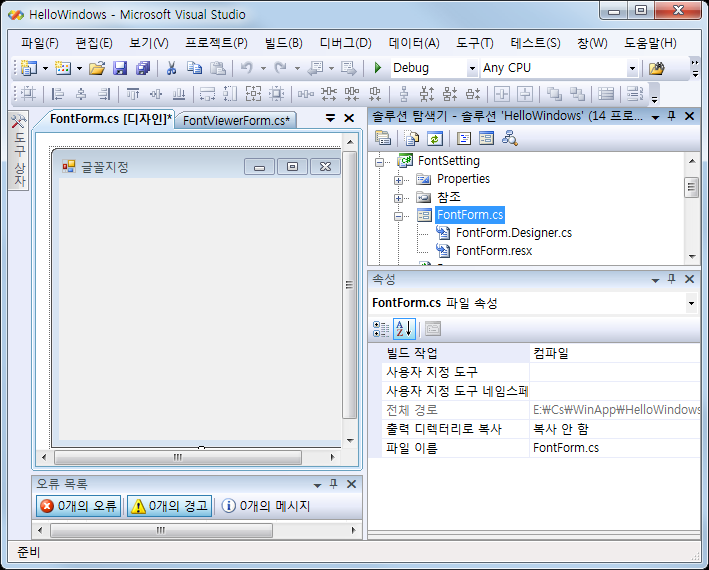 HelloWindows - Microsoft Visual Studio
파일(F) 편집(E) 보기(V) 프로젝트(P) 빌드(B) 디버그(D) 데이터(A) 도구(T) 테스트(S) 창(W) 도움말(H)
Debug Any CPU
도구 상자
FontForm.cs [디자인]* FontViewerForm.cs*
글꼴지정
솔루션 탐색기 - 솔루션 'HelloWindows' (14 프로...
FontSetting
Properties
참조
FontForm.cs
FontForm.Designer.cs
FontForm.resx
속성
FontForm.cs 파일 속성
빌드 작업 컴파일
사용자 지정 도구
사용자 지정 도구 네임스페
전체 경로 E:₩Cs₩WinApp₩HelloWindows
출력 디렉터리로 복사 복사 안 함
파일 이름 FontForm.cs
오류 목록
0개의 오류 0개의 경고 0개의 메시지
준비